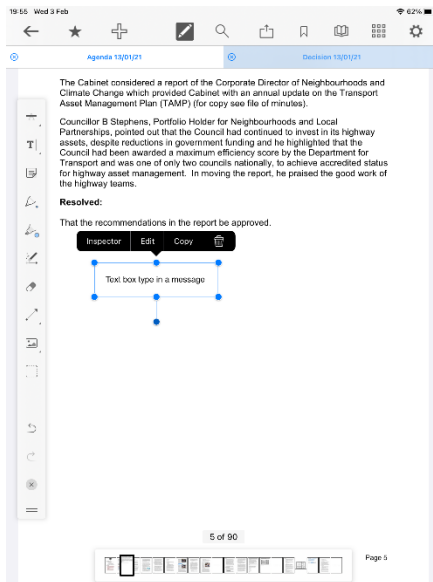 19:55 Wed 3 Feb
62%
Agenda 13/01/21
Decision 13/01/21
The Cabinet considered a report of the Corporate Director of Neighbourhoods and
Climate Change which provided Cabinet with an annual update on the Transport
Asset Management Plan (TAMP) (for copy see file of minutes).
Councillor B Stephens, Portfolio Holder for Neighbourhoods and Local
Partnerships, pointed out that the Council had continued to invest in its highway
assets, despite reductions in government funding and he highlighted that the
Council had been awarded a maximum efficiency score by the Department for
Transport and was one of only two councils nationally, to achieve accredited status
for highway asset management. In moving the report, he praised the good work of
the highway teams.
Resolved:
That the recommendations in the report be approved.
Inspector Edit Copy
Text box type in a message
T
5 of 90
Page 5